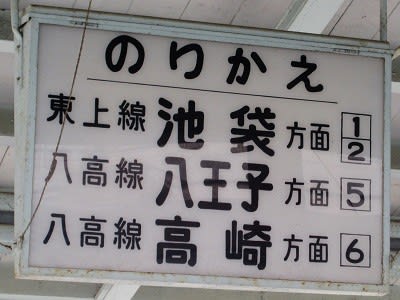 のりかえ
東上線 池袋 方面 1 2
八高線 八王子 方面 5
八高線 高崎 方面 6